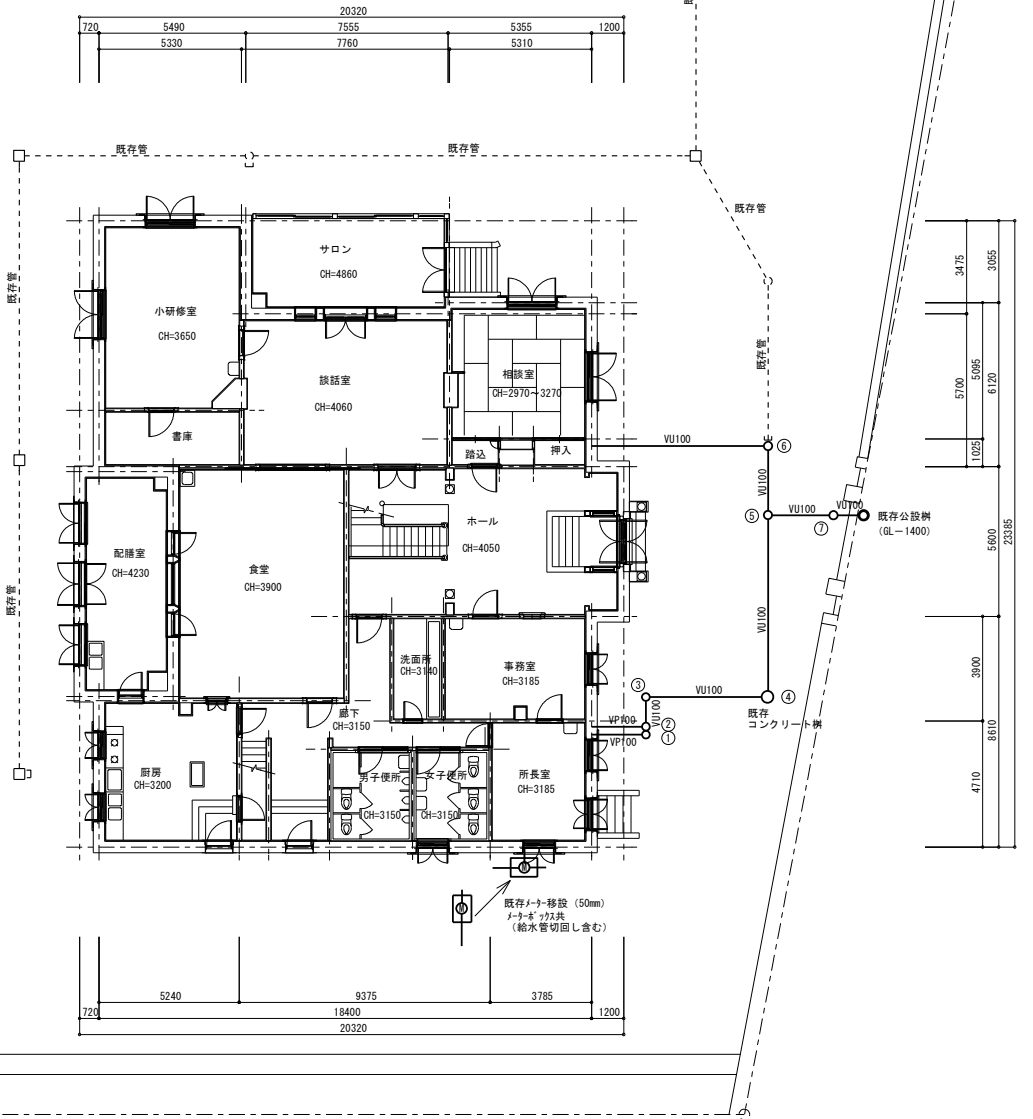 20320
720 5490 7555 5355 1200
5330 7760 5310
既存管 既存管
既存管
既存管
既存管
既存管
サロン
CH=4860
小研修室
CH=3650
談話室
CH=4060
相談室
CH=2970～3270
書庫
踏込
押入
VU100
⑥
VU100
⑤
VU100
⑦
VU100
既存公設桝
(GL-1400)
ホール
CH=4050
配膳室
CH=4230
食堂
CH=3900
VU100
洗面所
CH=3140
事務室
CH=3185
③
VU100
④
既存
コンクリート桝
廊下
CH=3150
VP100
VU100
②
VP100
①
厨房
CH=3200
男子便所
CH=3150
女子便所
CH=3150
所長室
CH=3185
M
M
既存メーター移設 (50mm)
メーターボックス共
(給水管切回し含む)
3475
3055
5700
5095
6120
1025
5600
23385
3900
8610
4710
5240 9375 3785
720 18400 1200
20320